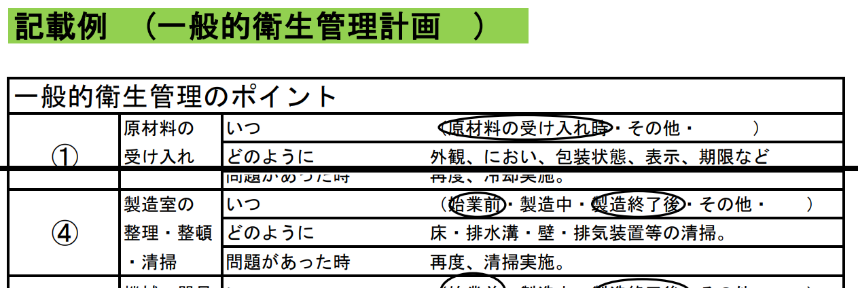 記載例　（一般的衛生管理計画　）
一般的衛生管理のポイント
①
原材料の
受け入れ
いつ　（原材料の受け入れ時・その他・　　　）
どのように　外観、におい、包装状態、表示、期限など
問題があった時　再度、冷却実施。
④
製造室の
整理・整頓
・清掃
いつ　（始業前・製造中・製造終了後・その他・　　）
どのように　床・排水溝・壁・排気装置等の清掃。
問題があった時　再度、清掃実施。